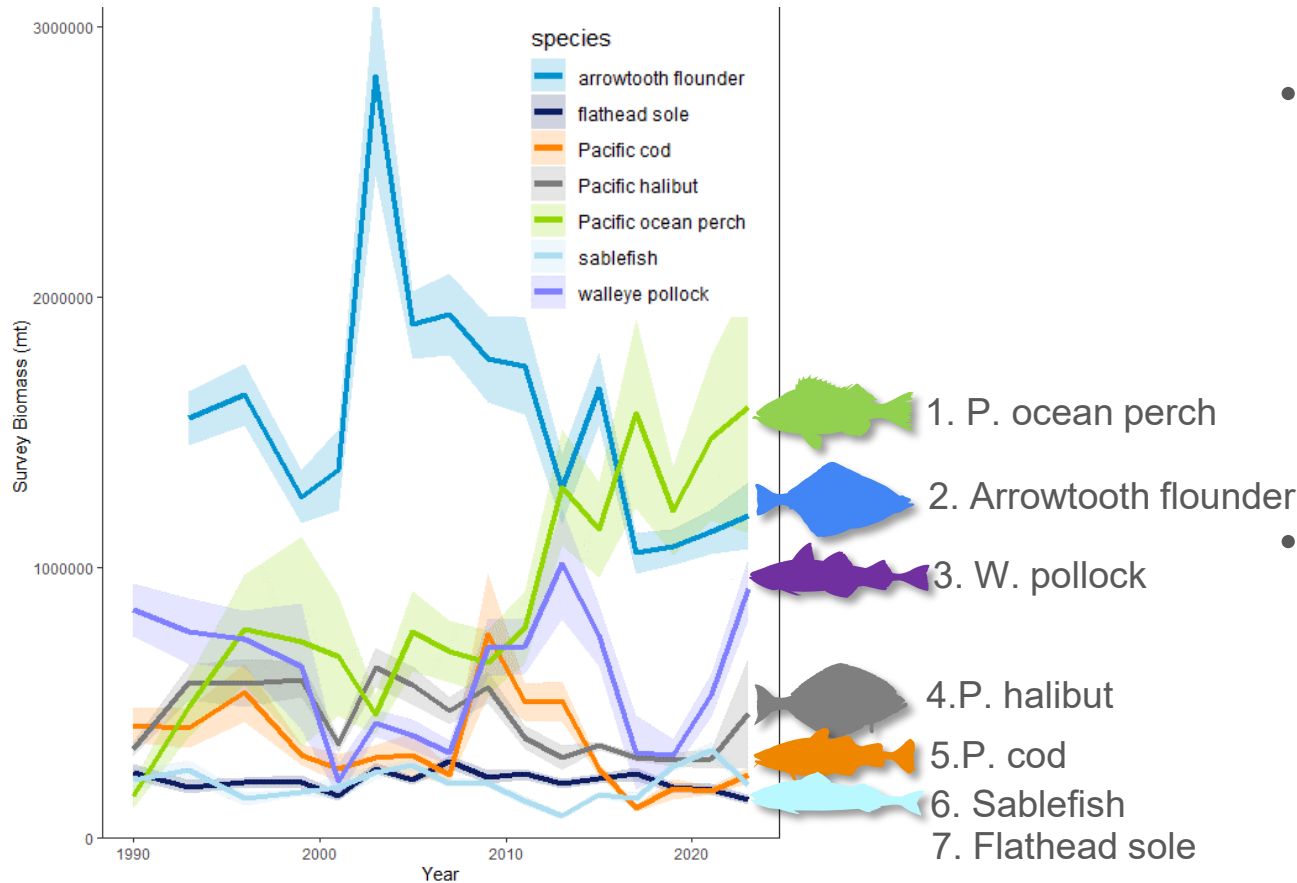 3000000
2000000
1000000
0
Survey Biomass (mt)
1990
2000
2010
2020
Year
species
arrowtooth flounder
flathead sole
Pacific cod
Pacific halibut
Pacific ocean perch
sablefish
walleye pollock
•
1. P. ocean perch
2. Arrowtooth flounder
•
3. W. pollock
4.P. halibut
5.P. cod
6. Sablefish
7. Flathead sole